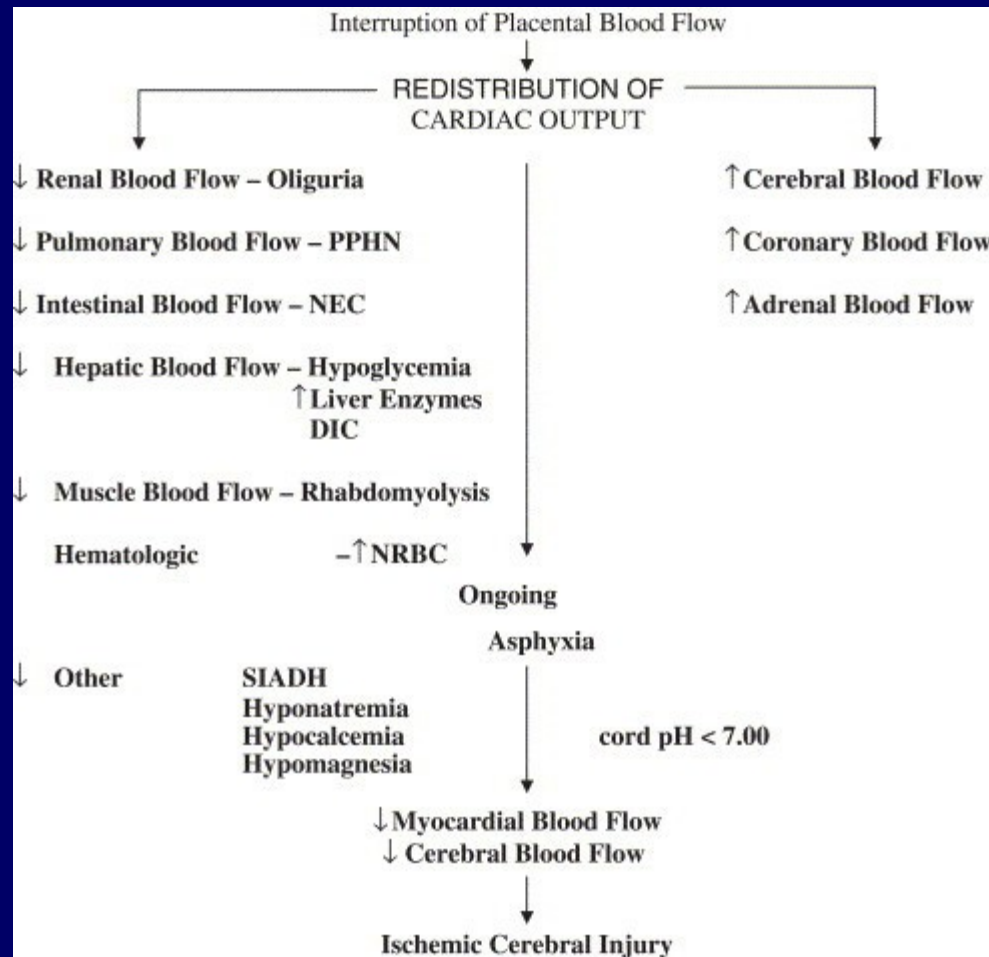 Interruption of Placental Blood Flow
REDISTRIBUTION OF
CARDIAC OUTPUT
↓ Renal Blood Flow – Oliguria
↓ Pulmonary Blood Flow – PPHN
↓ Intestinal Blood Flow – NEC
↓ Hepatic Blood Flow – Hypoglycemia
↑ Liver Enzymes
DIC
↓ Muscle Blood Flow – Rhabdomyolysis
Hematologic –↑ NRBC
↓ Other SIADH
Hyponatremia
Hypocalcemia
Hypomagnesia
↑ Cerebral Blood Flow
↑ Coronary Blood Flow
↑ Adrenal Blood Flow
Ongoing
Asphyxia
cord pH < 7.00
↓ Myocardial Blood Flow
↓ Cerebral Blood Flow
Ischemic Cerebral Injury